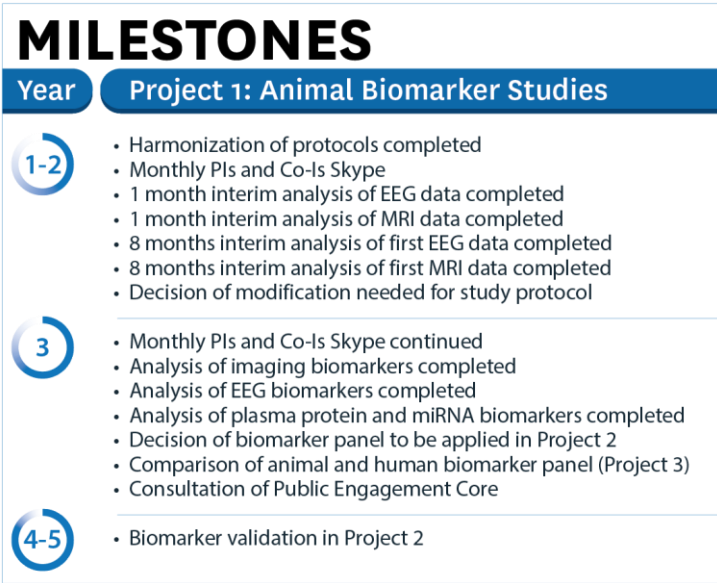 MILESTONES
Year Project 1: Animal Biomarker Studies
1-2
• Harmonization of protocols completed
• Monthly PIs and Co-Is Skype
• 1 month interim analysis of EEG data completed
• 1 month interim analysis of MRI data completed
• 8 months interim analysis of first EEG data completed
• 8 months interim analysis of first MRI data completed
• Decision of modification needed for study protocol
3
• Monthly PIs and Co-Is Skype continued
• Analysis of imaging biomarkers completed
• Analysis of EEG biomarkers completed
• Analysis of plasma protein and miRNA biomarkers completed
• Decision of biomarker panel to be applied in Project 2
• Comparison of animal and human biomarker panel (Project 3)
• Consultation of Public Engagement Core
4-5
• Biomarker validation in Project 2